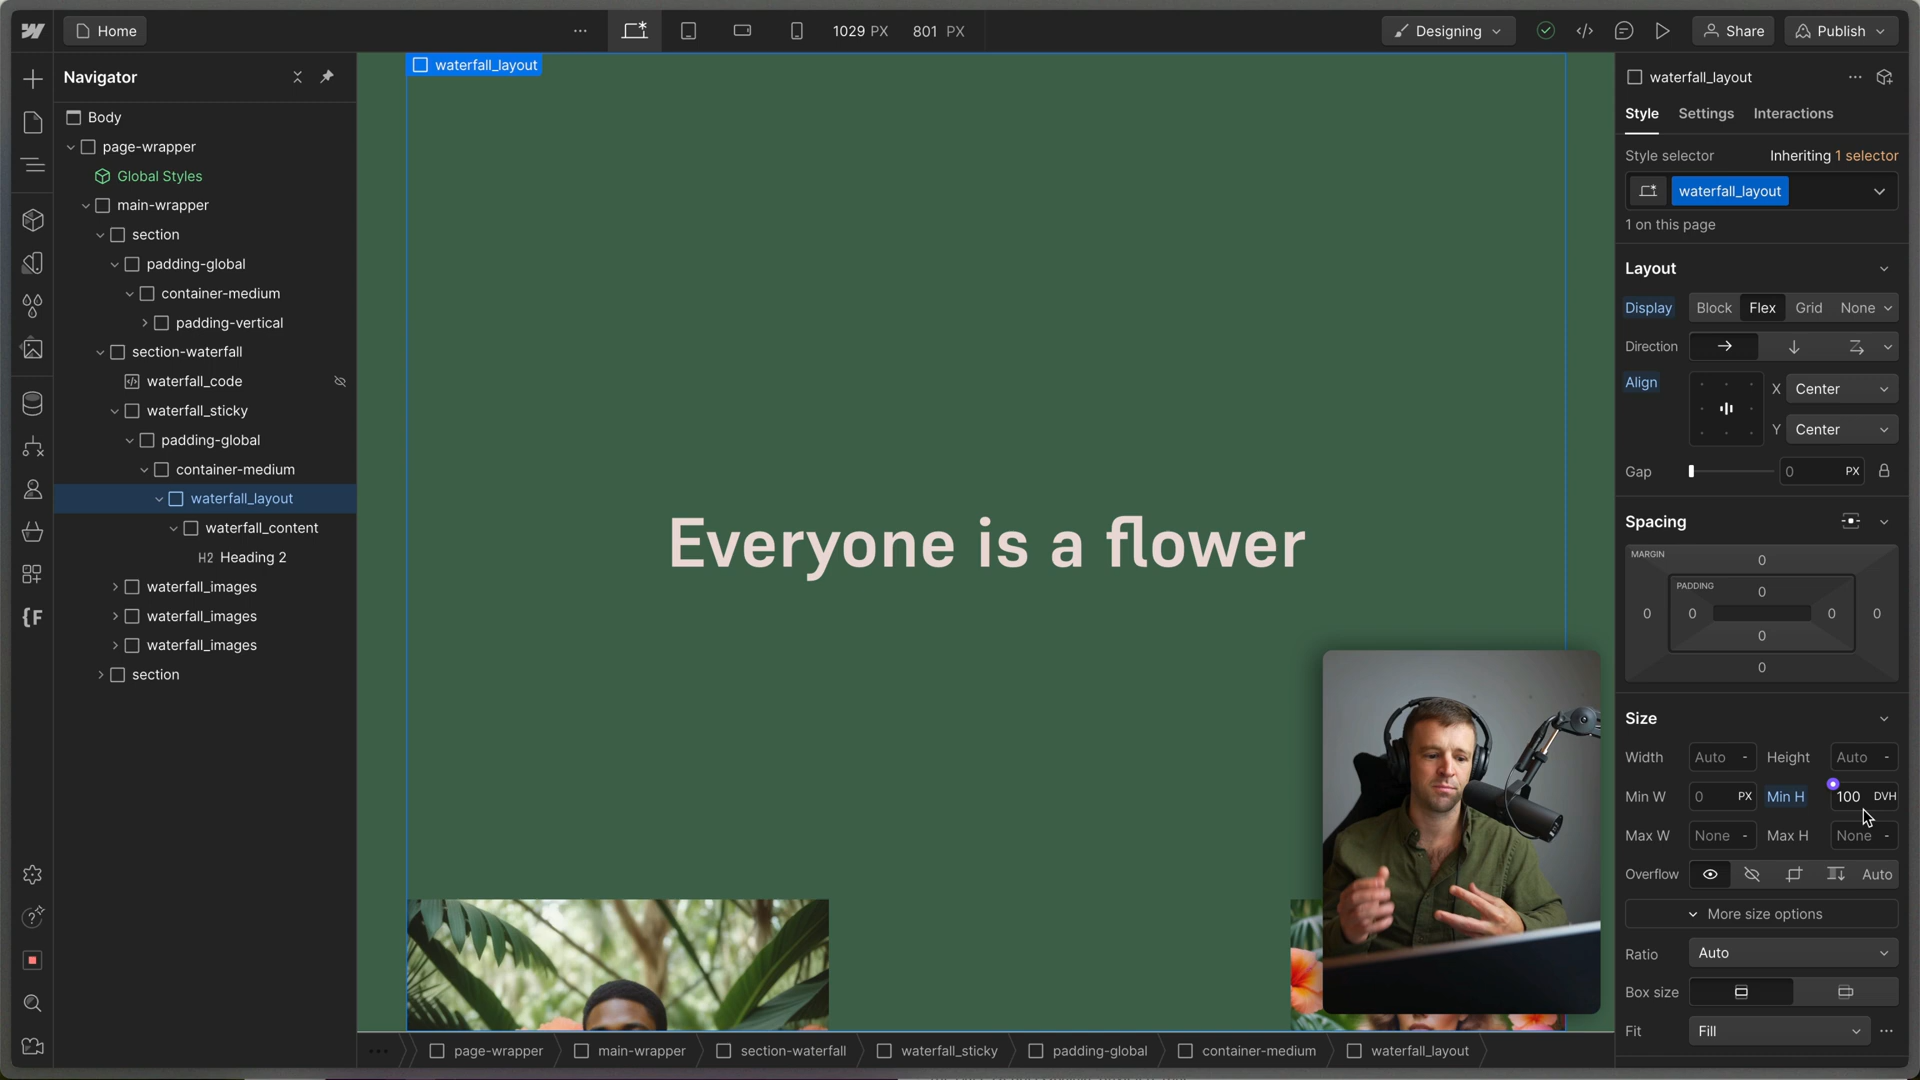 Home
1029 PX 801 PX
Designing
Share
Publish
Navigator
Body
page-wrapper
Global Styles
main-wrapper
section
padding-global
container-medium
padding-vertical
section-waterfall
waterfall_code
waterfall_sticky
padding-global
container-medium
waterfall_layout
waterfall_content
H2 Heading 2
waterfall_images
waterfall_images
waterfall_images
section
waterfall_layout
Everyone is a flower
page-wrapper main-wrapper section-waterfall waterfall_sticky padding-global container-medium waterfall_layout
waterfall_layout
Style Settings Interactions
Style selector Inheriting 1 selector
waterfall_layout
1 on this page
Layout
Display Block Flex Grid None
Direction
Align X Center
Y Center
Gap 0 PX
Spacing
MARGIN 0
PADDING 0
0 0 0 0
0
0
Size
Width Auto - Height Auto -
Min W 0 PX Min H 100 DVH
Max W None - Max H None -
Overflow Auto
More size options
Ratio Auto
Box size
Fit Fill